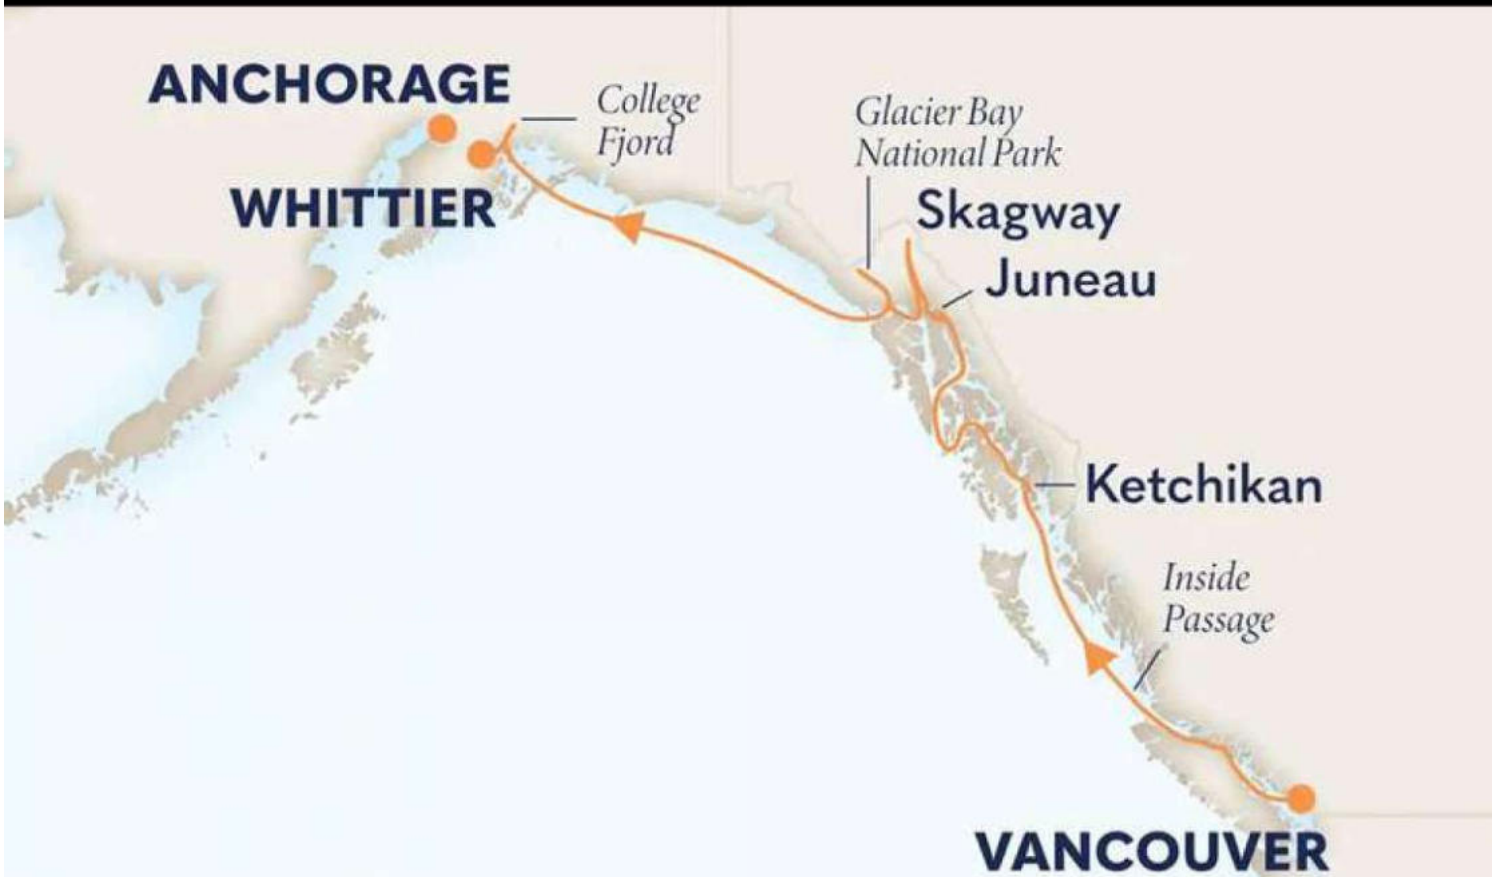 ANCHORAGE
College
Fjord
WHITTIER
Glacier Bay
National Park
Skagway
Juneau
Ketchikan
Inside
Passage
VANCOUVER